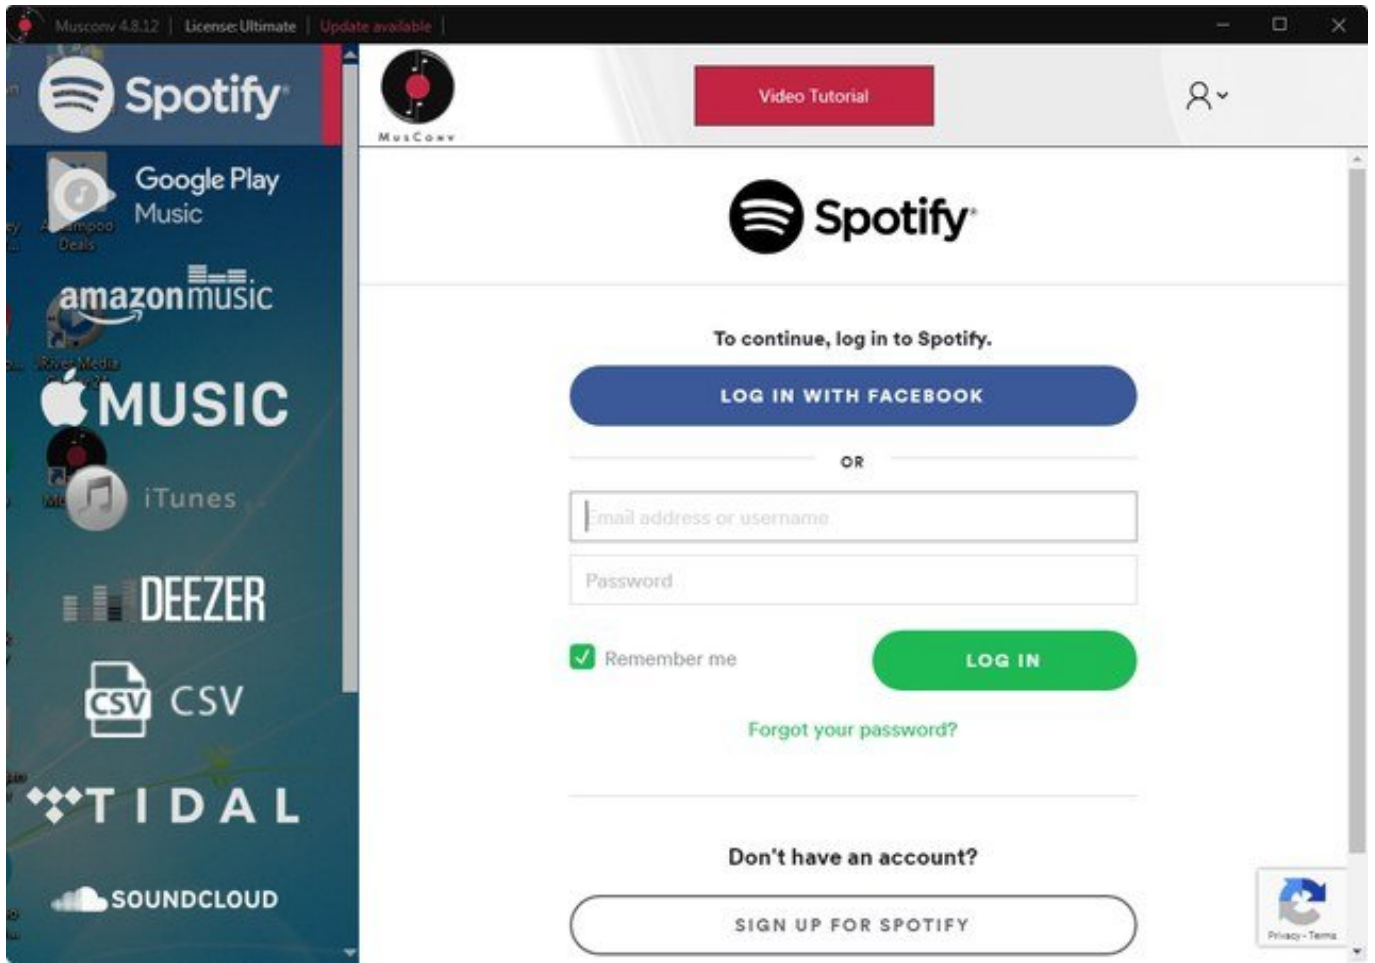 Musconv 4.8.12 | License: Ultimate | Update available |
Spotify
Google Play
Music
Deals
amazon music
MUSIC
iTunes
DEEZER
CSV CSV
TIDAL
SOUNDCLOUD
MusConv
Video Tutorial
Spotify
To continue, log in to Spotify.
LOG IN WITH FACEBOOK
OR
Email address or username
Password
Remember me
LOG IN
Forgot your password?
Don't have an account?
SIGN UP FOR SPOTIFY
Privacy - Terms